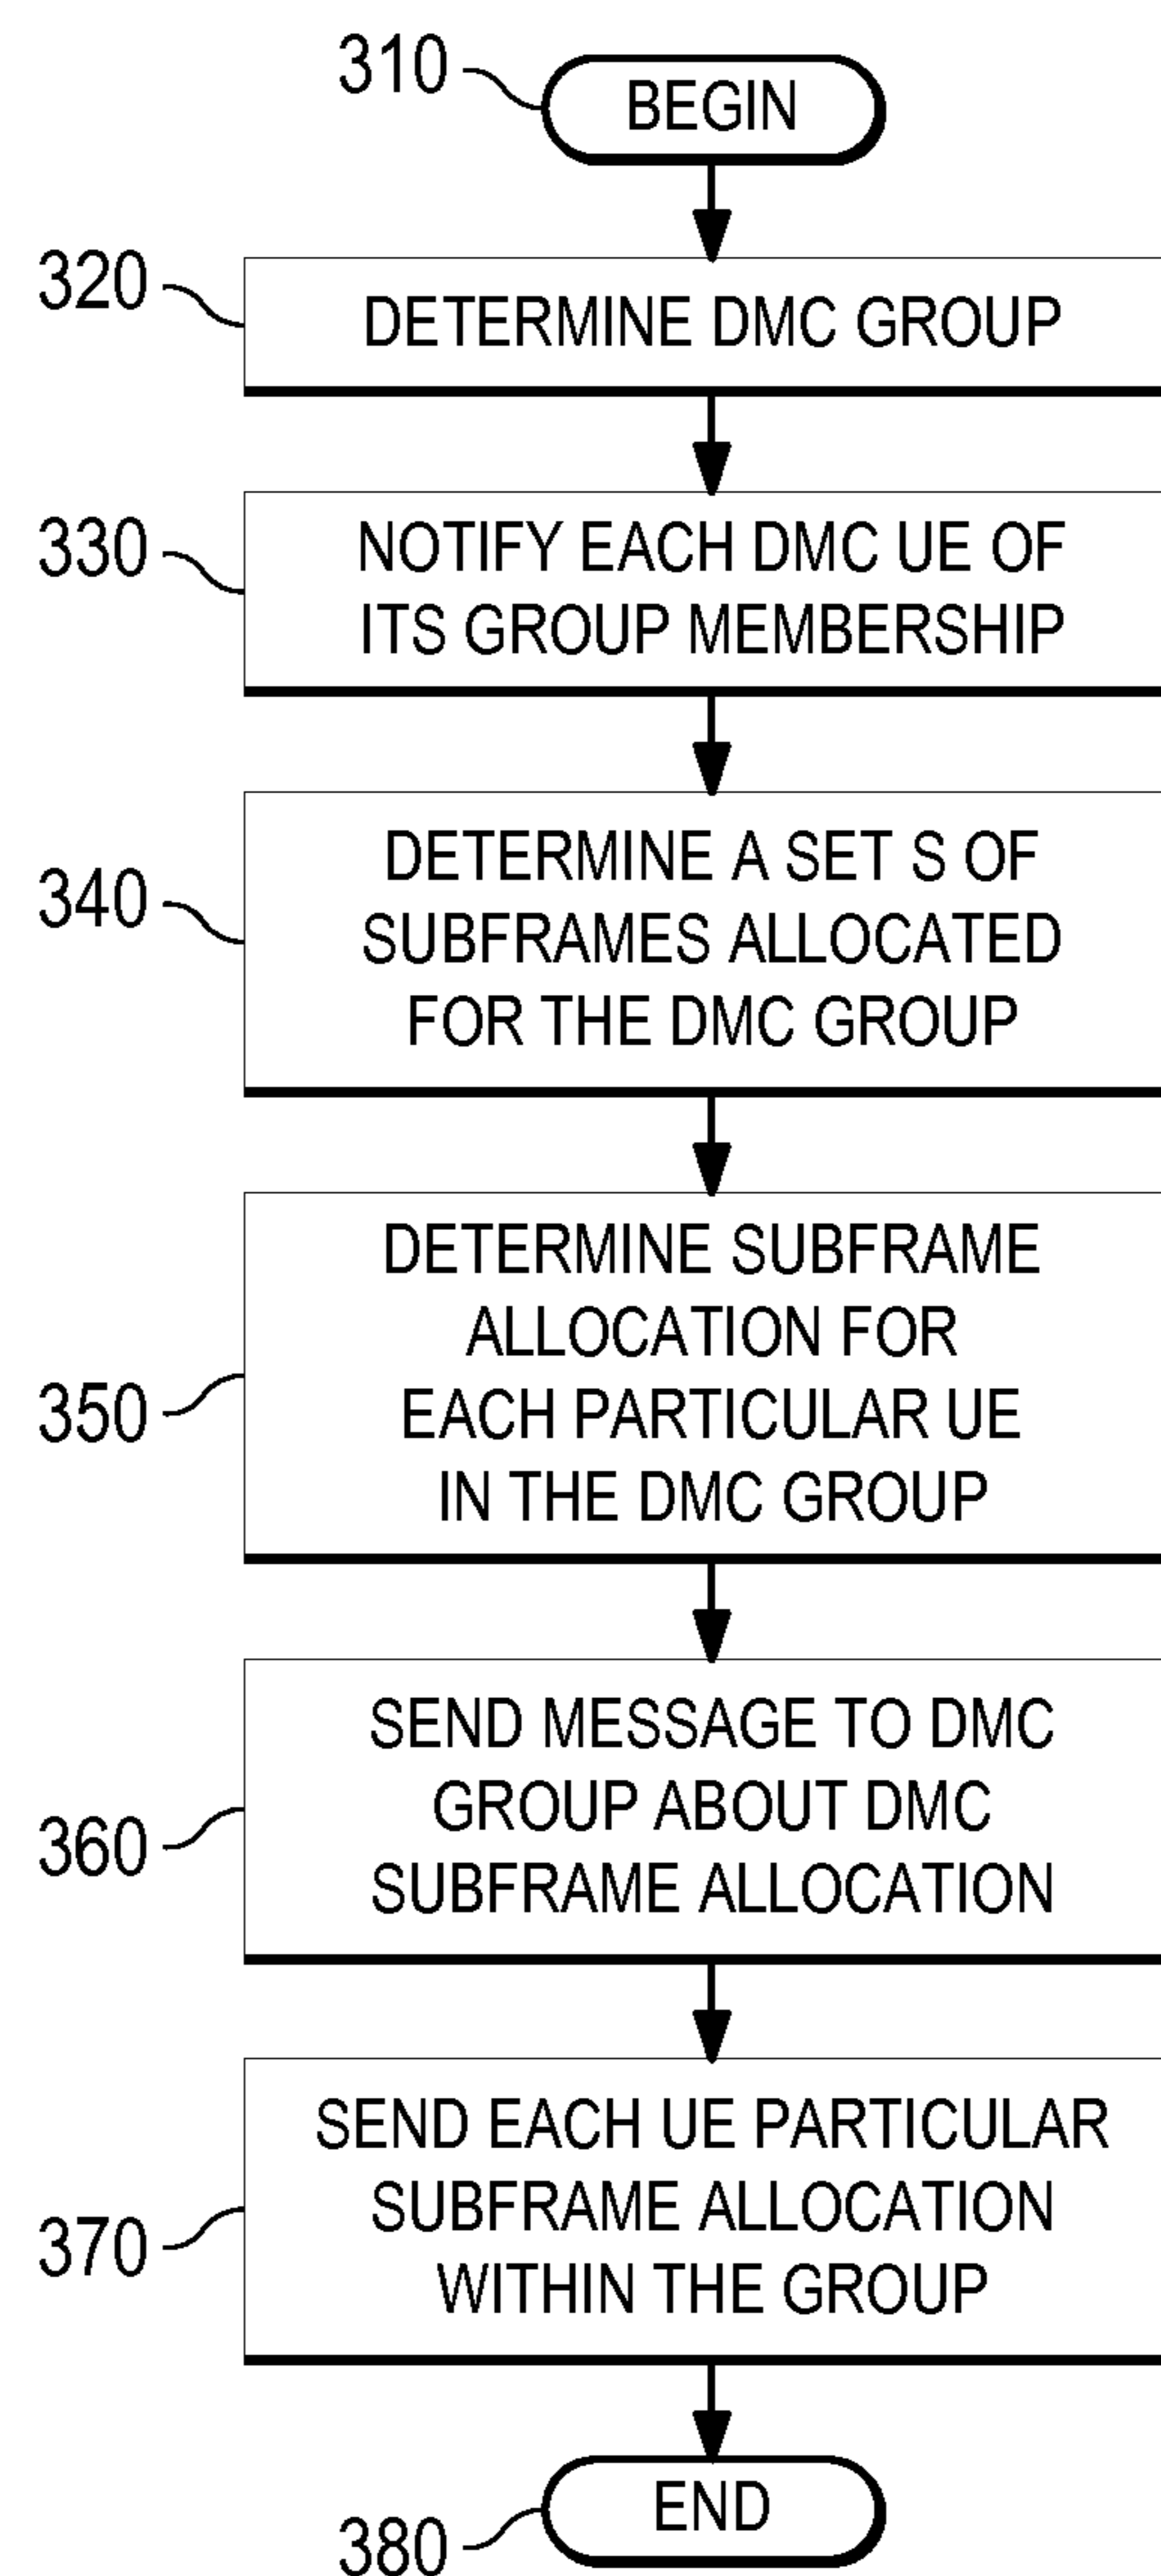 310
BEGIN
320
DETERMINE DMC GROUP
330
NOTIFY EACH DMC UE OF
ITS GROUP MEMBERSHIP
340
DETERMINE A SET S OF
SUBFRAMES ALLOCATED
FOR THE DMC GROUP
350
DETERMINE SUBFRAME
ALLOCATION FOR
EACH PARTICULAR UE
IN THE DMC GROUP
360
SEND MESSAGE TO DMC
GROUP ABOUT DMC
SUBFRAME ALLOCATION
370
SEND EACH UE PARTICULAR
SUBFRAME ALLOCATION
WITHIN THE GROUP
380
END